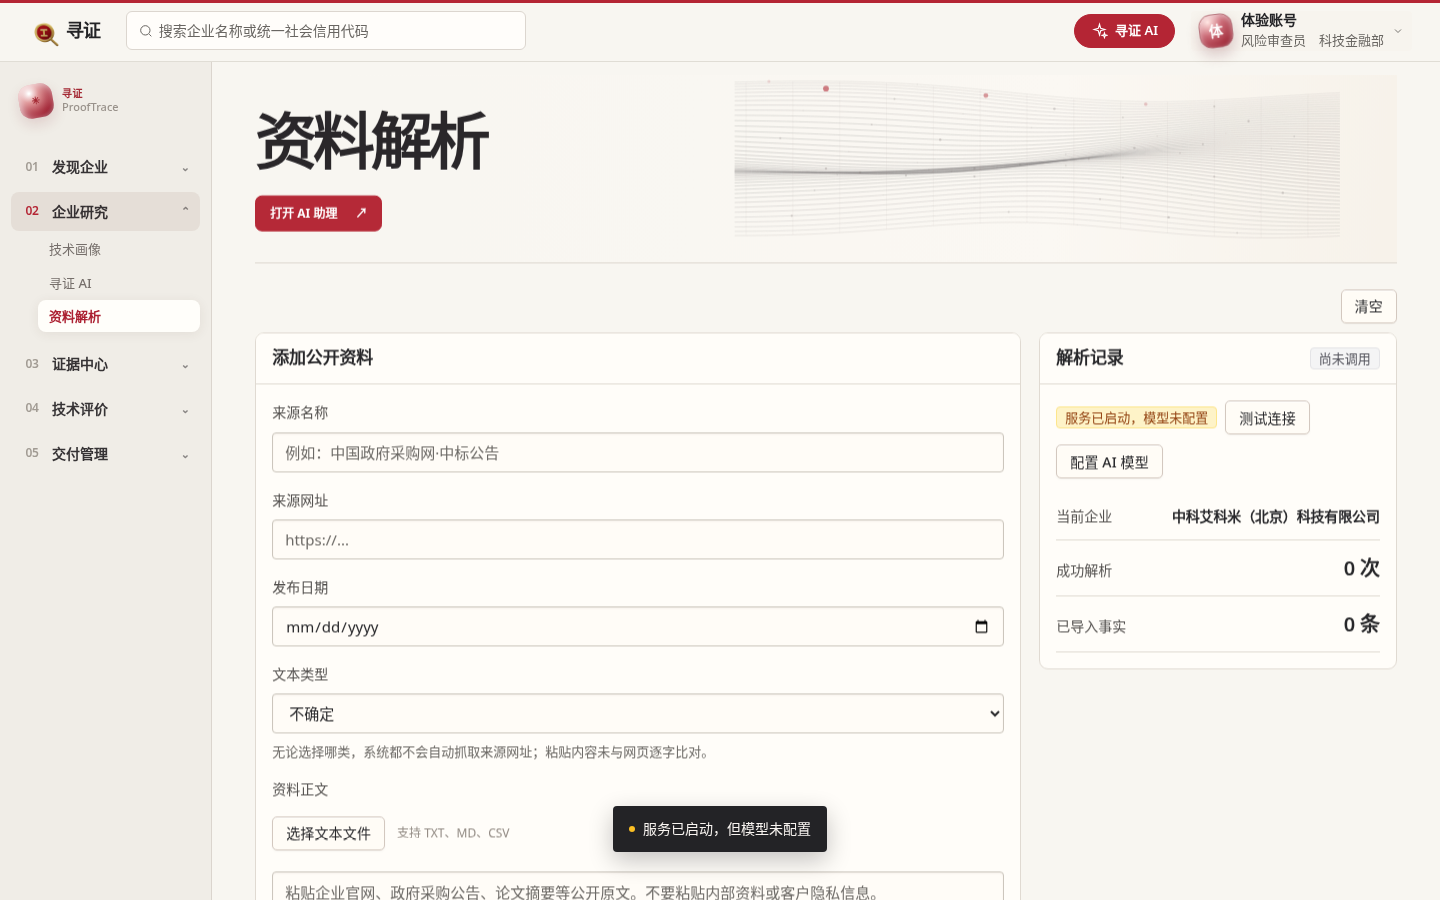 寻证
搜索企业名称或统一社会信用代码
寻证 AI
体
体验账号
风险审查员 科技金融部
寻证
ProofTrace
01 发现企业
02 企业研究
技术画像
寻证 AI
资料解析
03 证据中心
04 技术评价
05 交付管理
资料解析
打开 AI 助理 ↗
清空
添加公开资料
来源名称
例如：中国政府采购网·中标公告
来源网址
https://...
发布日期
mm/dd/yyyy
文本类型
不确定
无论选择哪类，系统都不会自动抓取来源网址；粘贴内容未与网页逐字比对。
资料正文
选择文本文件 支持 TXT、MD、CSV
粘贴企业官网、政府采购公告、论文摘要等公开原文。不要粘贴内部资料或客户隐私信息。
解析记录 尚未调用
服务已启动，模型未配置 测试连接
配置 AI 模型
当前企业 中科艾科米（北京）科技有限公司
成功解析 0 次
已导入事实 0 条
服务已启动，但模型未配置